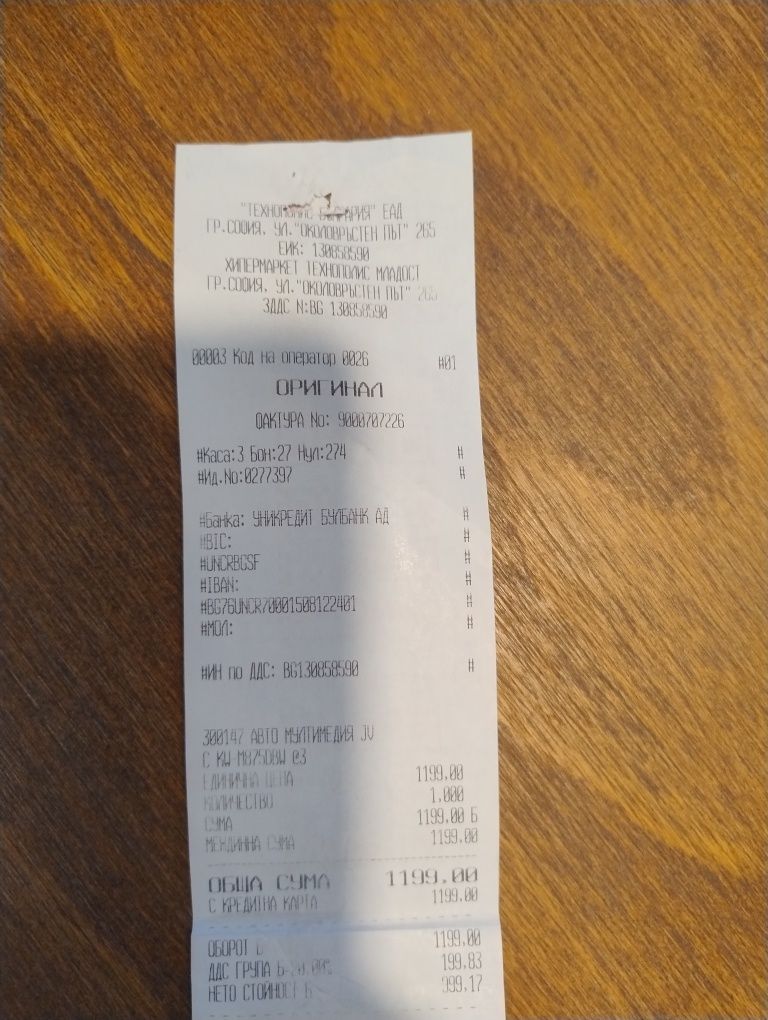 "ТЕХНОПОЛИС БЪЛГАРИЯ" ЕАД
ГР.СОФИЯ, УЛ."ОКОЛОВРЪСТЕН ПЪТ" 265
ЕИК: 130858590
ХИПЕРМАРКЕТ ТЕХНОПОЛИС МЛАДОСТ
ГР.СОФИЯ, УЛ."ОКОЛОВРЪСТЕН ПЪТ" 265
ЗДДС N:BG 130858590
00003 Код на оператор 0026 #01
ОРИГИНАЛ
ФАКТУРА No: 9000707226
#Каса:3 Бон:27 Нул:274 #
#Ид.No:0277397 #
#Банка: УНИКРЕДИТ БУЛБАНК АД #
#BIC: #
#UNCRBGSF #
#IBAN: #
#BG76UNCR70001508122401 #
#МОЛ: #
#ИН по ДДС: BG130858590 #
300147 АВТО МУЛТИМЕДИЯ JV
C KW-M875DBW @3
ЕДИНИЧНА ЦЕНА 1199,00
КОЛИЧЕСТВО 1,000
СУМА 1199.00 Б
МЕЖДИННА СУМА 1199.00
ОБЩА СУМА 1199.00
С КРЕДИТНА КАРТА 1199.00
ОБОРОТ Б 1199,00
ДДС ГРУПА Б-20.00% 199,83
НЕТО СТОЙНОСТ Б 999,17